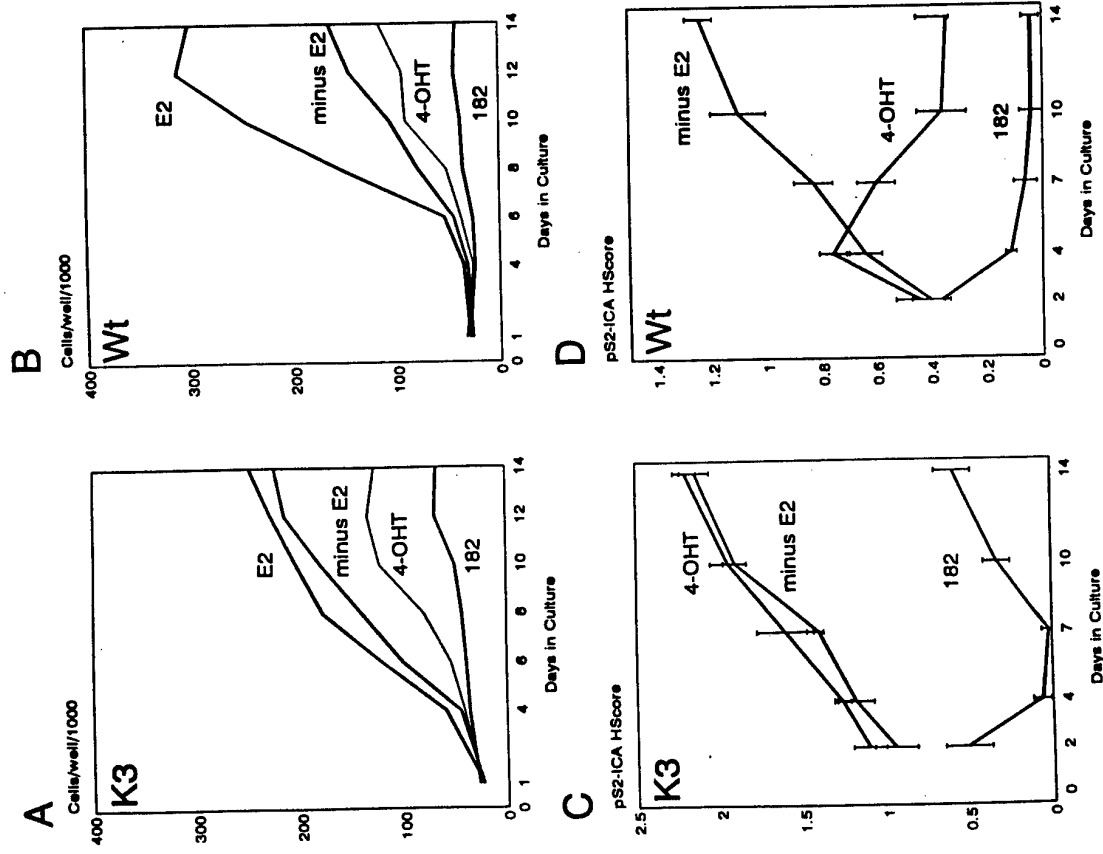 A
Cells/well/1000
K3
400
300
200
100
0
E2
minus E2
4-OHT
182
0 1 4 6 8 10 12 14
Days in Culture
B
Cells/well/1000
Wt
400
300
200
100
0
E2
minus E2
4-OHT
182
0 1 4 6 8 10 12 14
Days in Culture
C
pS2-ICA HScore
K3
2.5
2
1.5
1
0.5
0
4-OHT
minus E2
182
0 2 4 7 10 14
Days in Culture
D
pS2-ICA HScore
Wt
1.4
1.2
1
0.8
0.6
0.4
0.2
0
minus E2
4-OHT
182
0 2 4 7 10 14
Days in Culture